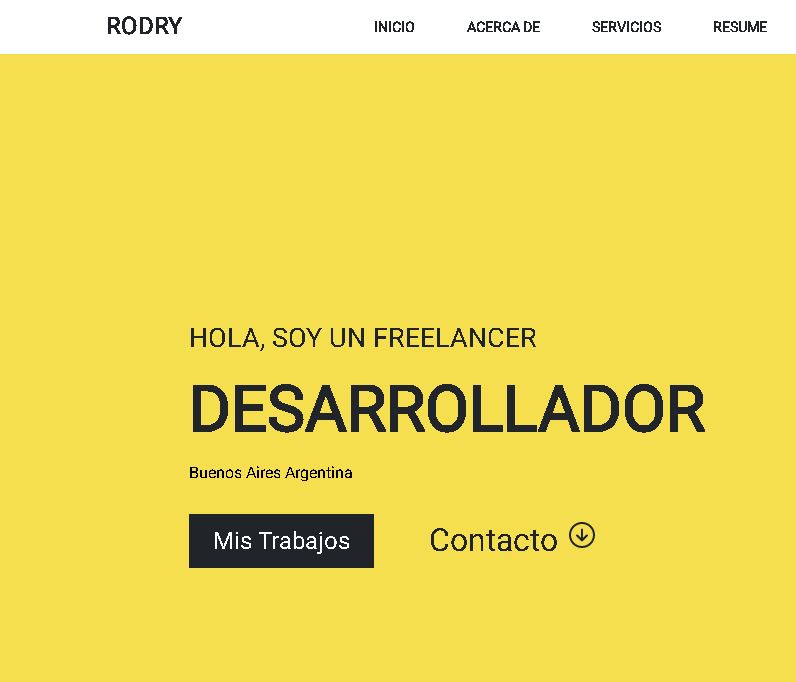 RODRY INICIO ACERCA DE SERVICIOS RESUME
HOLA, SOY UN FREELANCER
DESARROLLADOR
Buenos Aires Argentina
Mis Trabajos Contacto